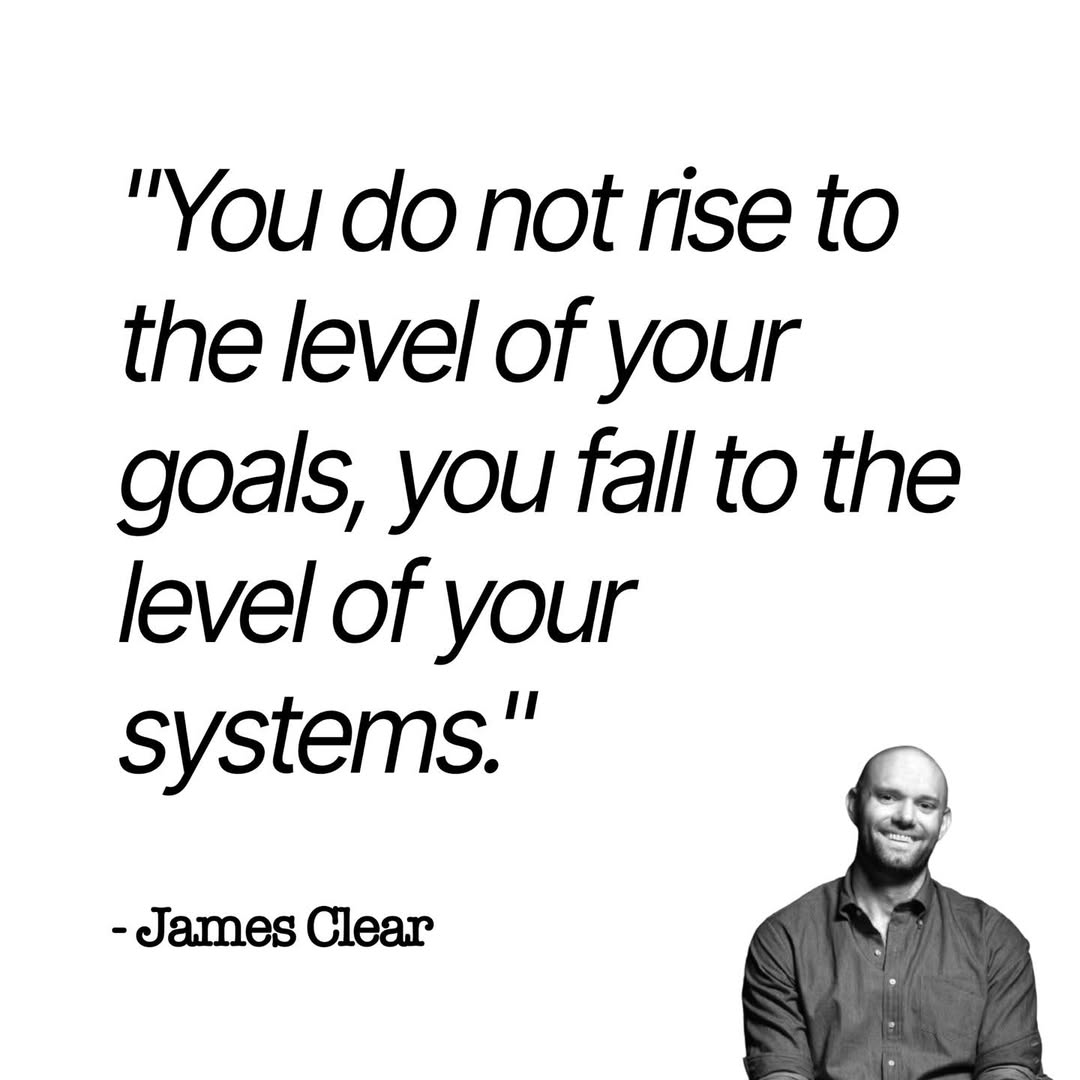 "You do not rise to
the level of your
goals, you fall to the
level of your
systems."
- James Clear